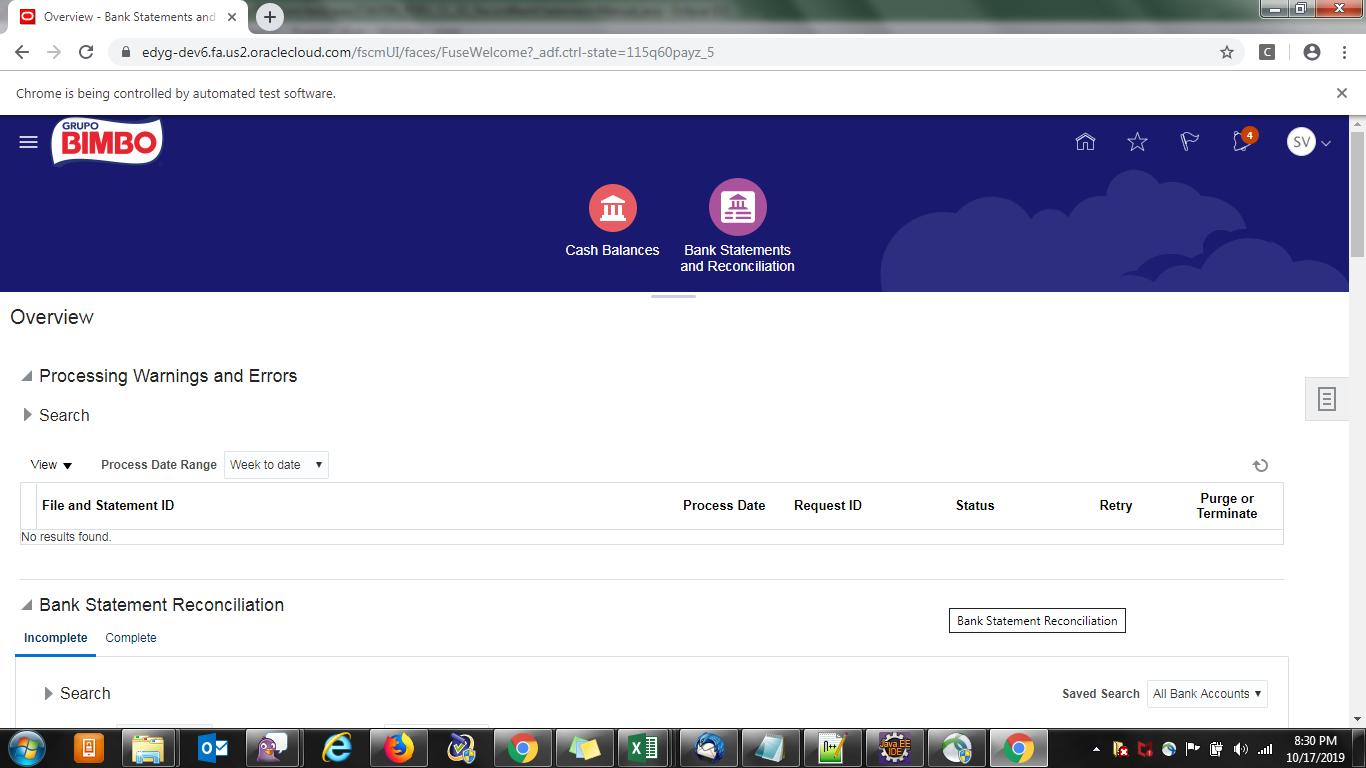 Overview - Bank Statements and
edyg-dev6.fa.us2.oraclecloud.com/fscmUI/faces/FuseWelcome?_adf.ctrl-state=115q60payz_5
C
Chrome is being controlled by automated test software.
GRUPO
BIMBO
4
SV
Cash Balances
Bank Statements
and Reconciliation
Overview
Processing Warnings and Errors
Search
View
Process Date Range
Week to date
File and Statement ID
Process Date
Request ID
Status
Retry
Purge or
Terminate
No results found.
Bank Statement Reconciliation
Bank Statement Reconciliation
Incomplete
Complete
Search
Saved Search
All Bank Accounts
Java EE
IDE
8:30 PM
10/17/2019